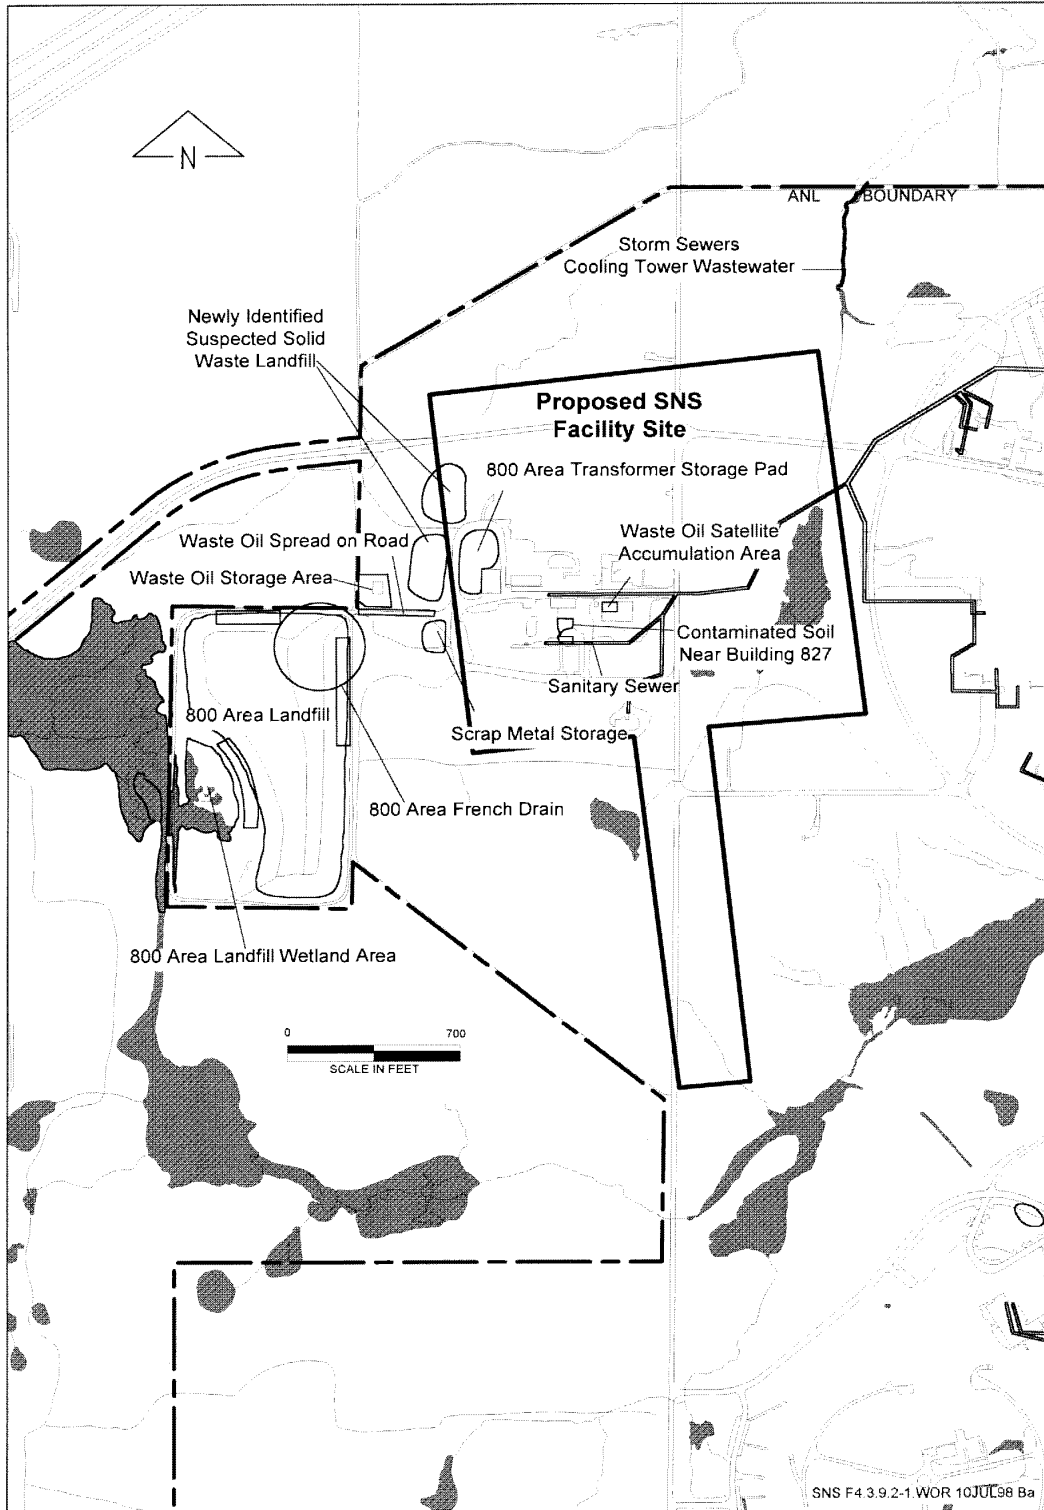 N
ANL BOUNDARY
Storm Sewers
Cooling Tower Wastewater
Newly Identified
Suspected Solid
Waste Landfill
Proposed SNS
Facility Site
800 Area Transformer Storage Pad
Waste Oil Spread on Road
Waste Oil Satellite
Accumulation Area
Waste Oil Storage Area
Contaminated Soil
Near Building 827
Sanitary Sewer
800 Area Landfill
Scrap Metal Storage
800 Area French Drain
800 Area Landfill Wetland Area
0 700
SCALE IN FEET
SNS F4.3.9.2-1.WOR 10JUL98 Ba